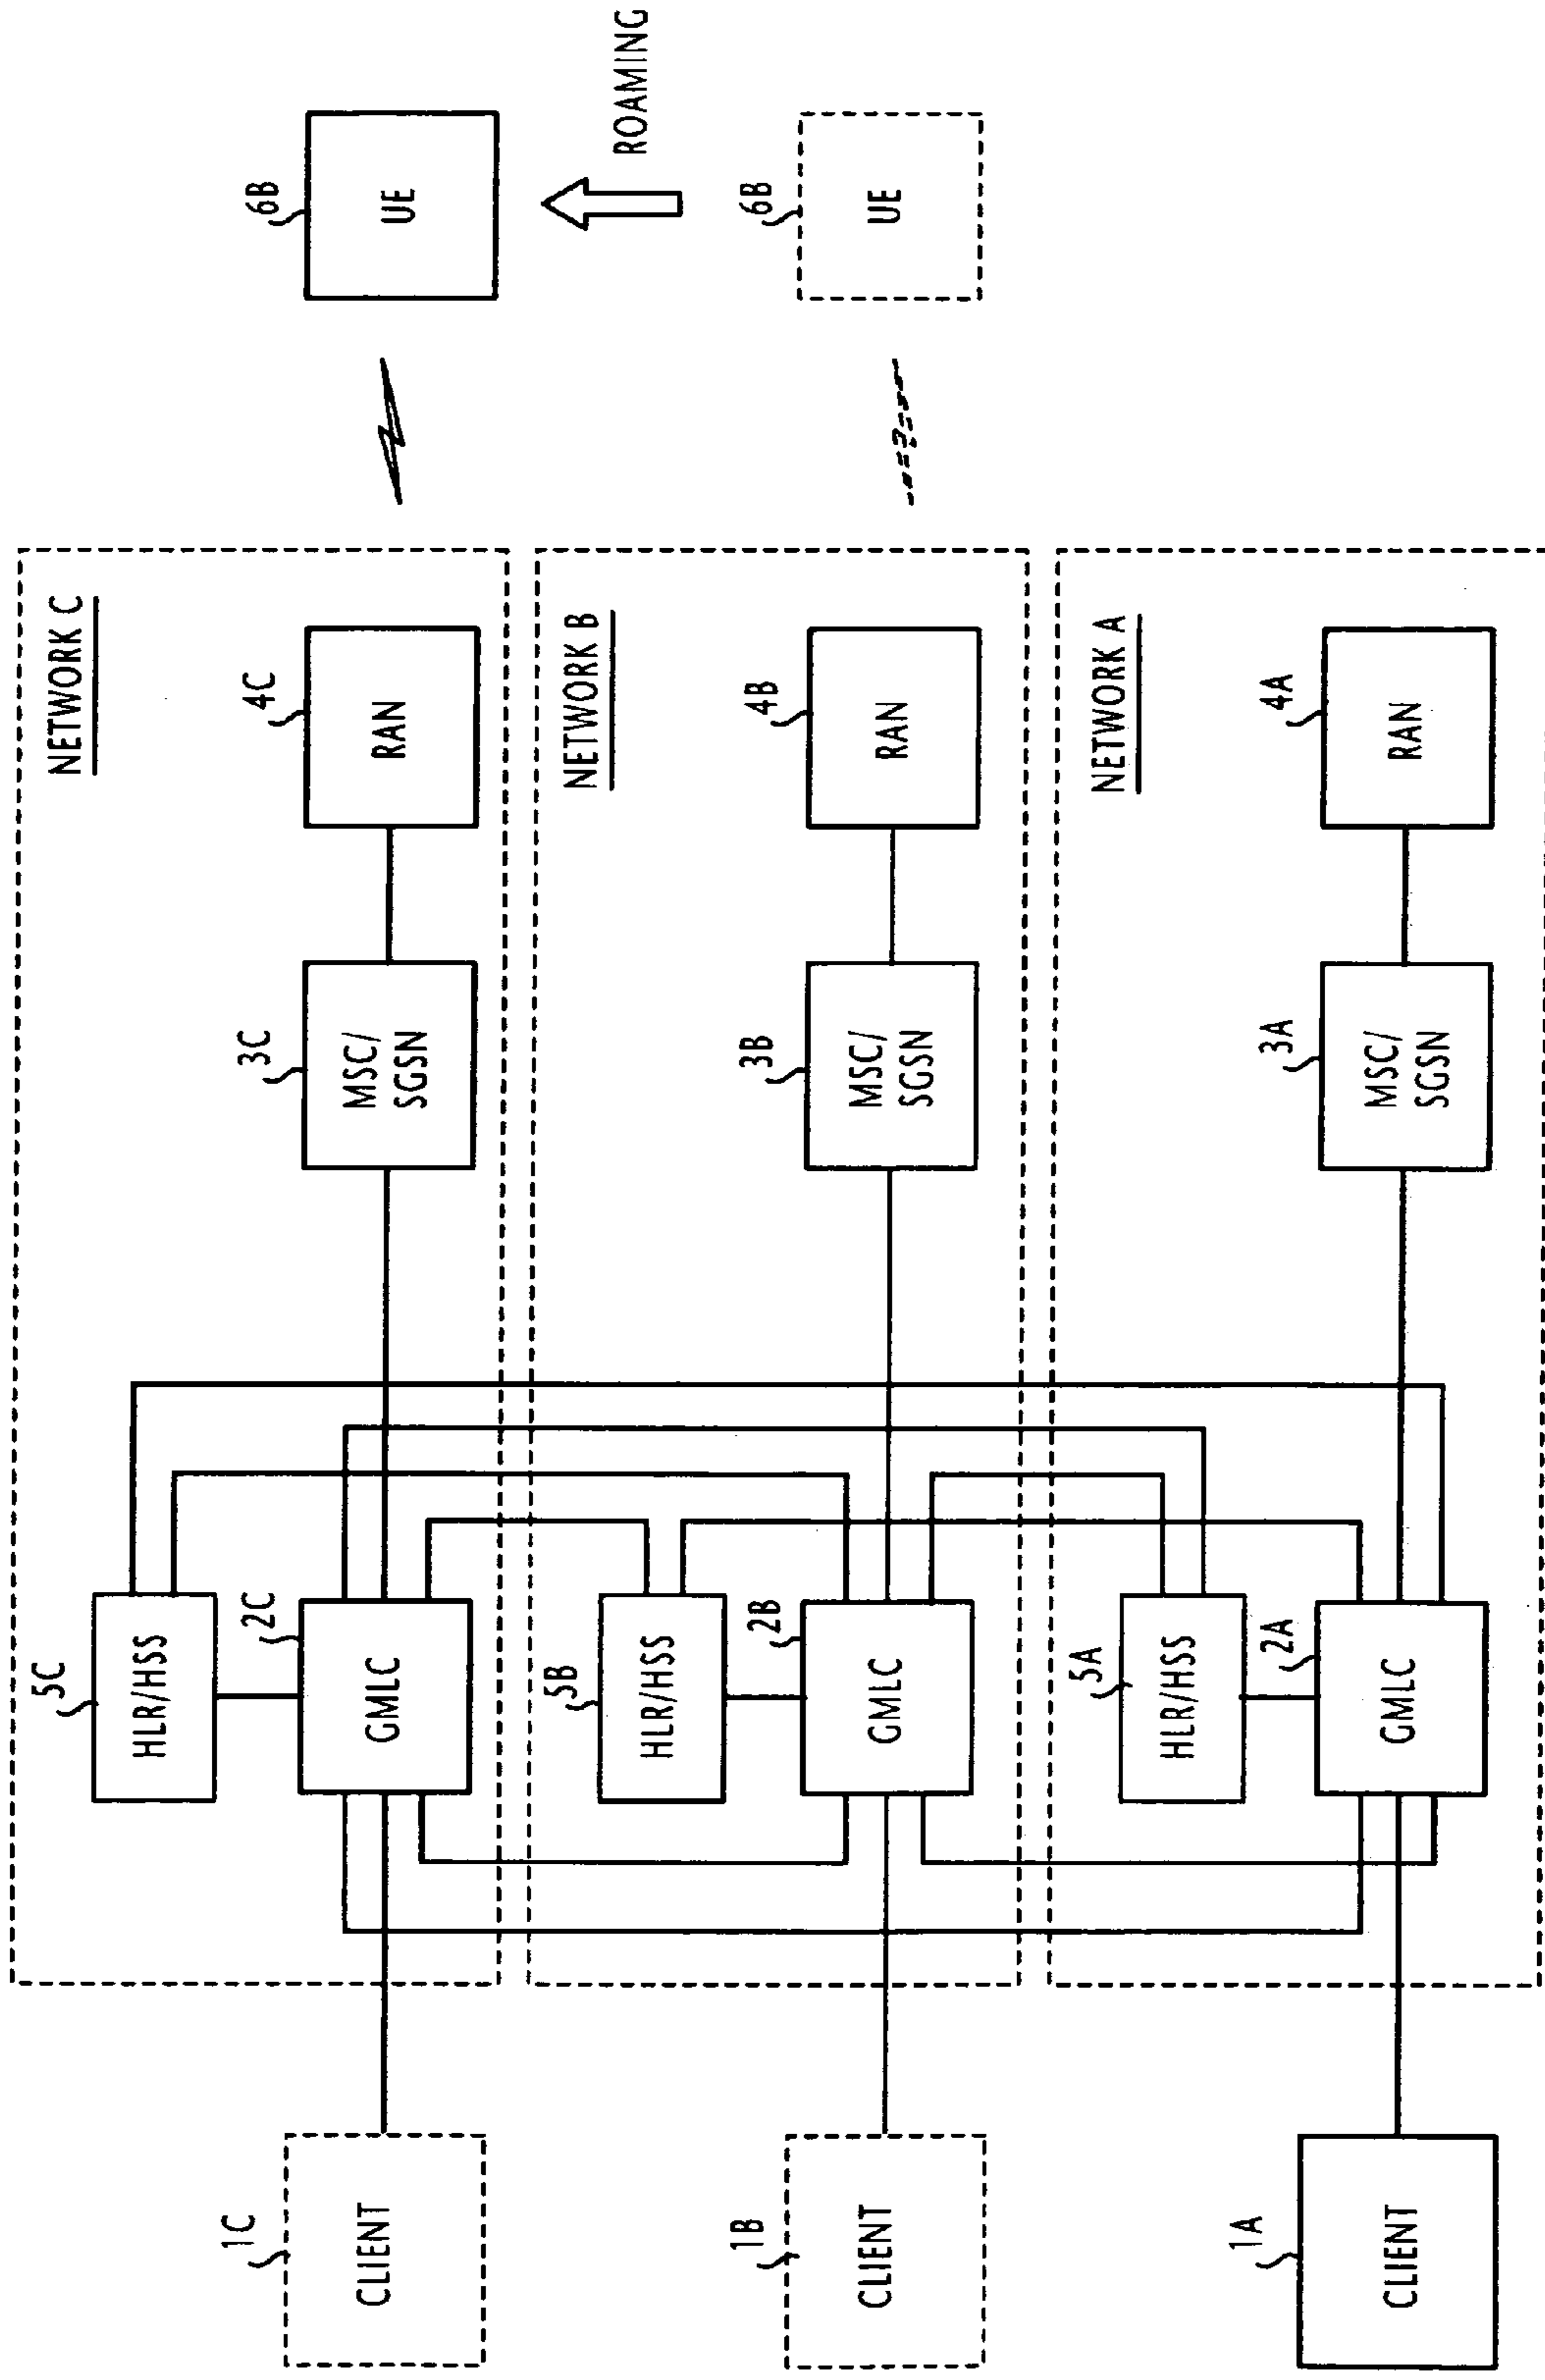 NETWORK C
5C
HLR/HSS
1C
CLIENT
2C
GMLC
3C
MSC/
SGSN
4C
RAN
6B
UE
ROAMING
NETWORK B
5B
HLR/HSS
1B
CLIENT
2B
GMLC
3B
MSC/
SGSN
4B
RAN
6B
UE
NETWORK A
5A
HLR/HSS
1A
CLIENT
2A
GMLC
3A
MSC/
SGSN
4A
RAN